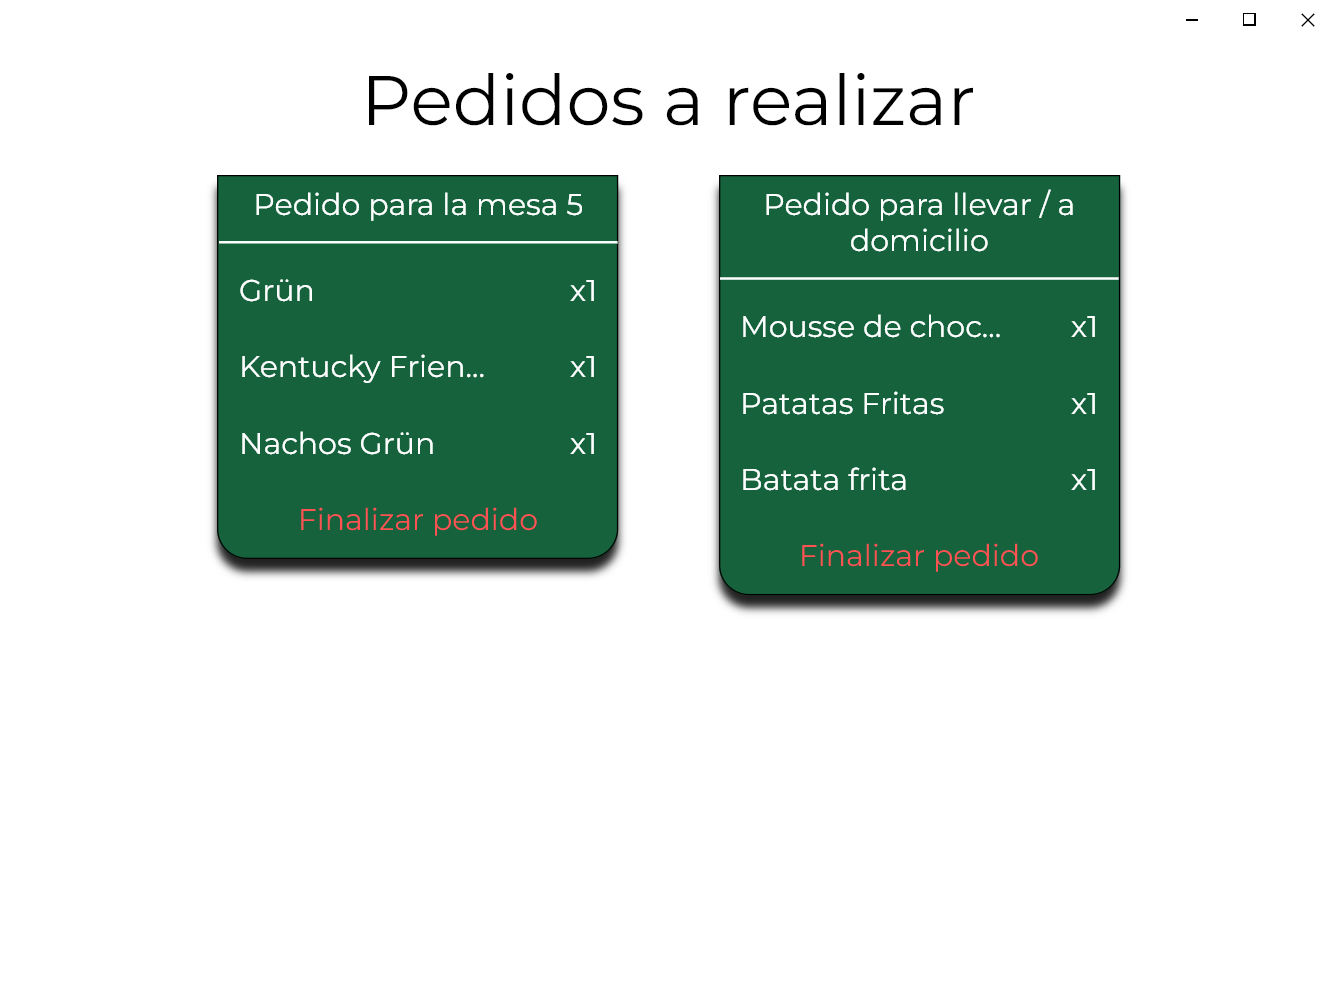 Pedidos a realizar
Pedido para la mesa 5
Grün x1
Kentucky Frien... x1
Nachos Grün x1
Finalizar pedido
Pedido para llevar / a
domicilio
Mousse de choc... x1
Patatas Fritas x1
Batata frita x1
Finalizar pedido